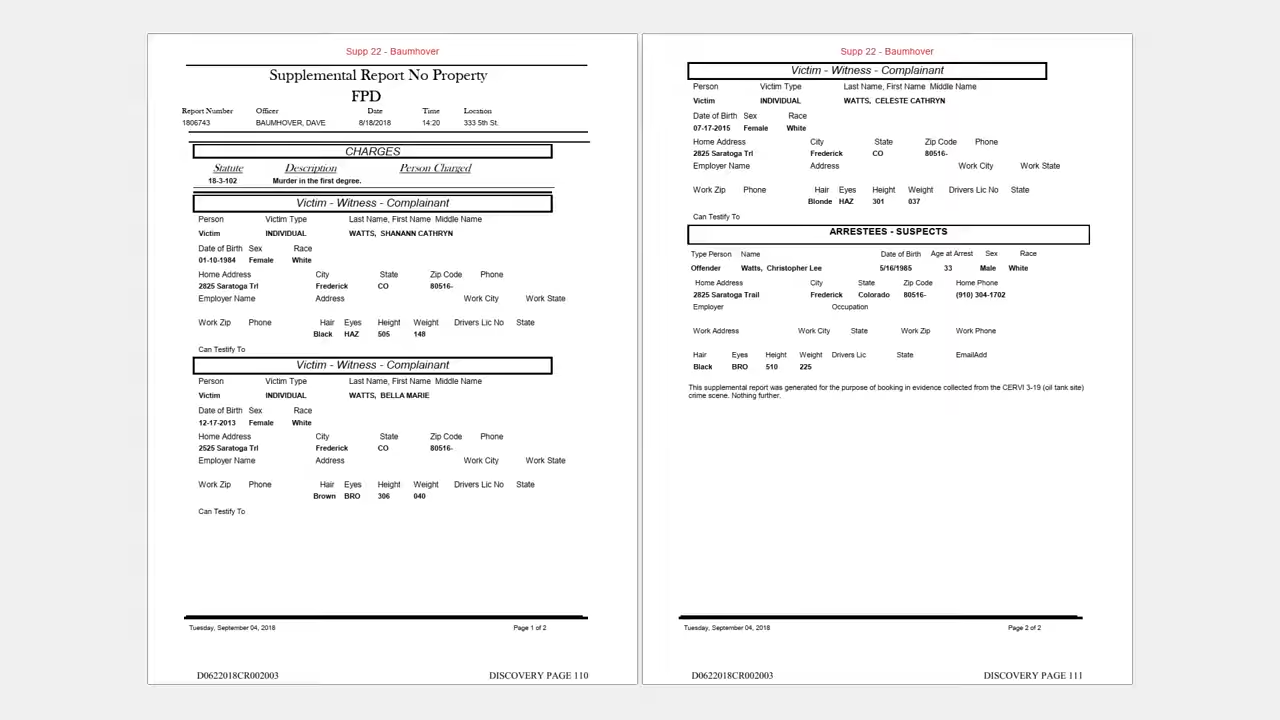 Supp 22 - Baumhover
Supplemental Report No Property
FPD
Report Number Officer Date Time Location
1806743 BAUMHOVER, DAVE 8/18/2018 14:20 333 5th St.
CHARGES
Statute Description Person Charged
18-3-102 Murder in the first degree.
Victim - Witness - Complainant
Person Victim Type Last Name, First Name Middle Name
Victim INDIVIDUAL WATTS, SHANANN CATHRYN
Date of Birth Sex Race
01-10-1984 Female White
Home Address City State Zip Code Phone
2825 Saratoga Trl Frederick CO 80516-
Employer Name Address Work City Work State
Work Zip Phone Hair Eyes Height Weight Drivers Lic No State
Black HAZ 505 148
Can Testify To
Victim - Witness - Complainant
Person Victim Type Last Name, First Name Middle Name
Victim INDIVIDUAL WATTS, BELLA MARIE
Date of Birth Sex Race
12-17-2013 Female White
Home Address City State Zip Code Phone
2525 Saratoga Trl Frederick CO 80516-
Employer Name Address Work City Work State
Work Zip Phone Hair Eyes Height Weight Drivers Lic No State
Brown BRO 306 040
Can Testify To
Tuesday, September 04, 2018 Page 1 of 2
D0622018CR002003 DISCOVERY PAGE 110
Supp 22 - Baumhover
Victim - Witness - Complainant
Person Victim Type Last Name, First Name Middle Name
Victim INDIVIDUAL WATTS, CELESTE CATHRYN
Date of Birth Sex Race
07-17-2015 Female White
Home Address City State Zip Code Phone
2825 Saratoga Trl Frederick CO 80516-
Employer Name Address Work City Work State
Work Zip Phone Hair Eyes Height Weight Drivers Lic No State
Blonde HAZ 301 037
Can Testify To
ARRESTEES - SUSPECTS
Type Person Name Date of Birth Age at Arrest Sex Race
Offender Watts, Christopher Lee 5/16/1985 33 Male White
Home Address City State Zip Code Home Phone
2825 Saratoga Trail Frederick Colorado 80516- (910) 304-1702
Employer Occupation
Work Address Work City State Work Zip Work Phone
Hair Eyes Height Weight Drivers Lic State EmailAdd
Black BRO 510 225
This supplemental report was generated for the purpose of booking in evidence collected from the CERVI 3-19 (oil tank site)
crime scene. Nothing further.
Tuesday, September 04, 2018 Page 2 of 2
D0622018CR002003 DISCOVERY PAGE 111